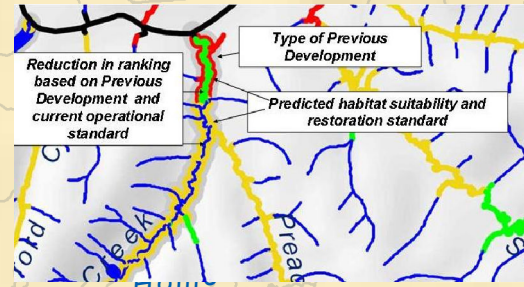 Type of Previous
Development
Reduction in ranking
based on Previous
Development and
current operational
standard
Predicted habitat suitability and
restoration standard
Creek